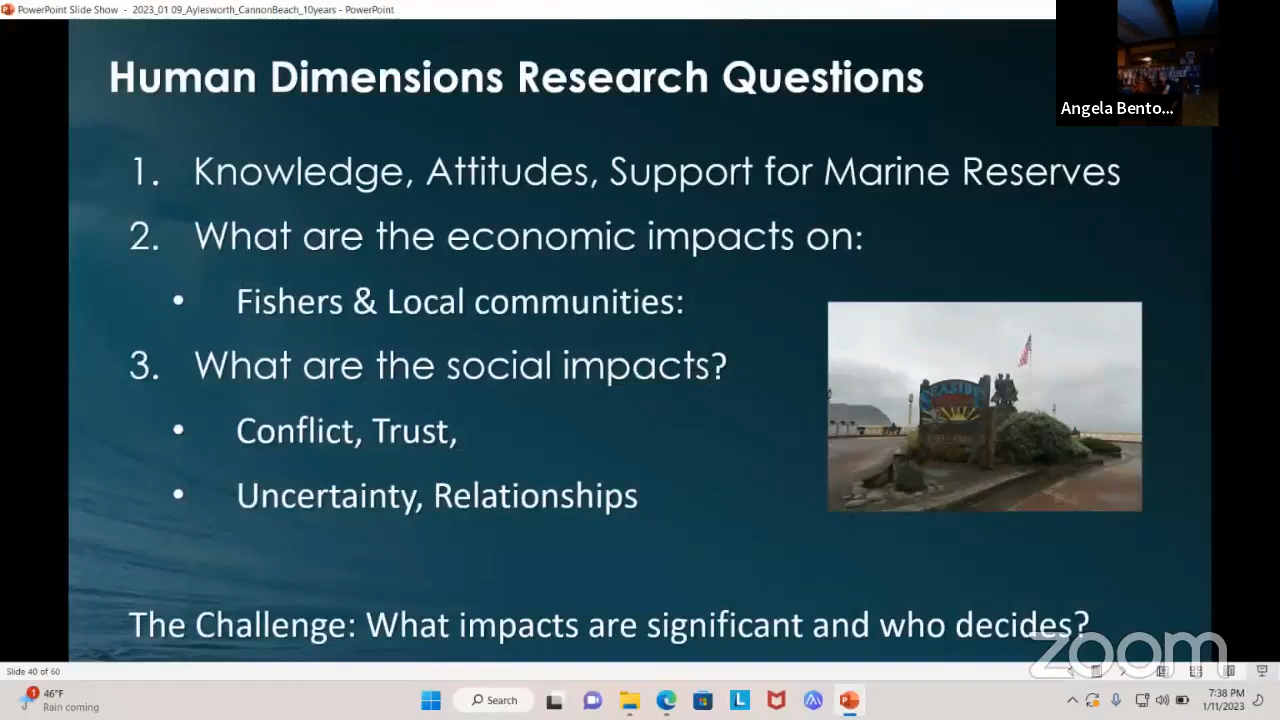 PowerPoint Slide Show - 2023_01 09_Aylesworth_CannonBeach_10years - PowerPoint
Human Dimensions Research Questions
Angela Bento...
1. Knowledge, Attitudes, Support for Marine Reserves
2. What are the economic impacts on:
• Fishers & Local communities:
3. What are the social impacts?
SEASIDE
• Conflict, Trust,
• Uncertainty, Relationships
The Challenge: What impacts are significant and who decides?
zoom
Slide 40 of 60
1
46°F
Rain coming
Search
L
7:38 PM
1/11/2023